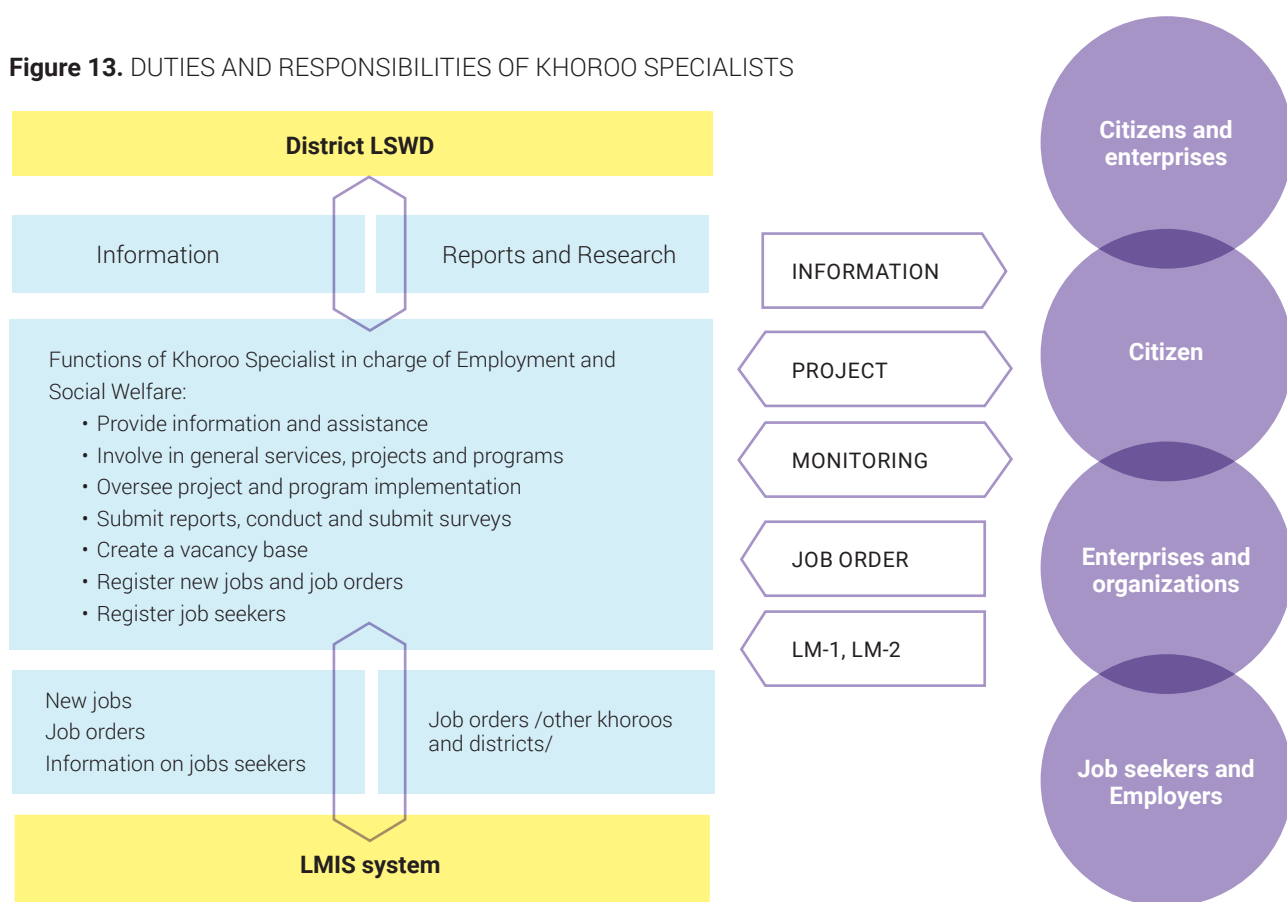 Figure 13. DUTIES AND RESPONSIBILITIES OF KHOROO SPECIALISTS
District LSWD
Information
Reports and Research
Functions of Khoroo Specialist in charge of Employment and
Social Welfare:
• Provide information and assistance
• Involve in general services, projects and programs
• Oversee project and program implementation
• Submit reports, conduct and submit surveys
• Create a vacancy base
• Register new jobs and job orders
• Register job seekers
New jobs
Job orders
Information on jobs seekers
Job orders /other khoroos
and districts/
LMIS system
INFORMATION
PROJECT
MONITORING
JOB ORDER
LM-1, LM-2
Citizens and
enterprises
Citizen
Enterprises and
organizations
Job seekers and
Employers